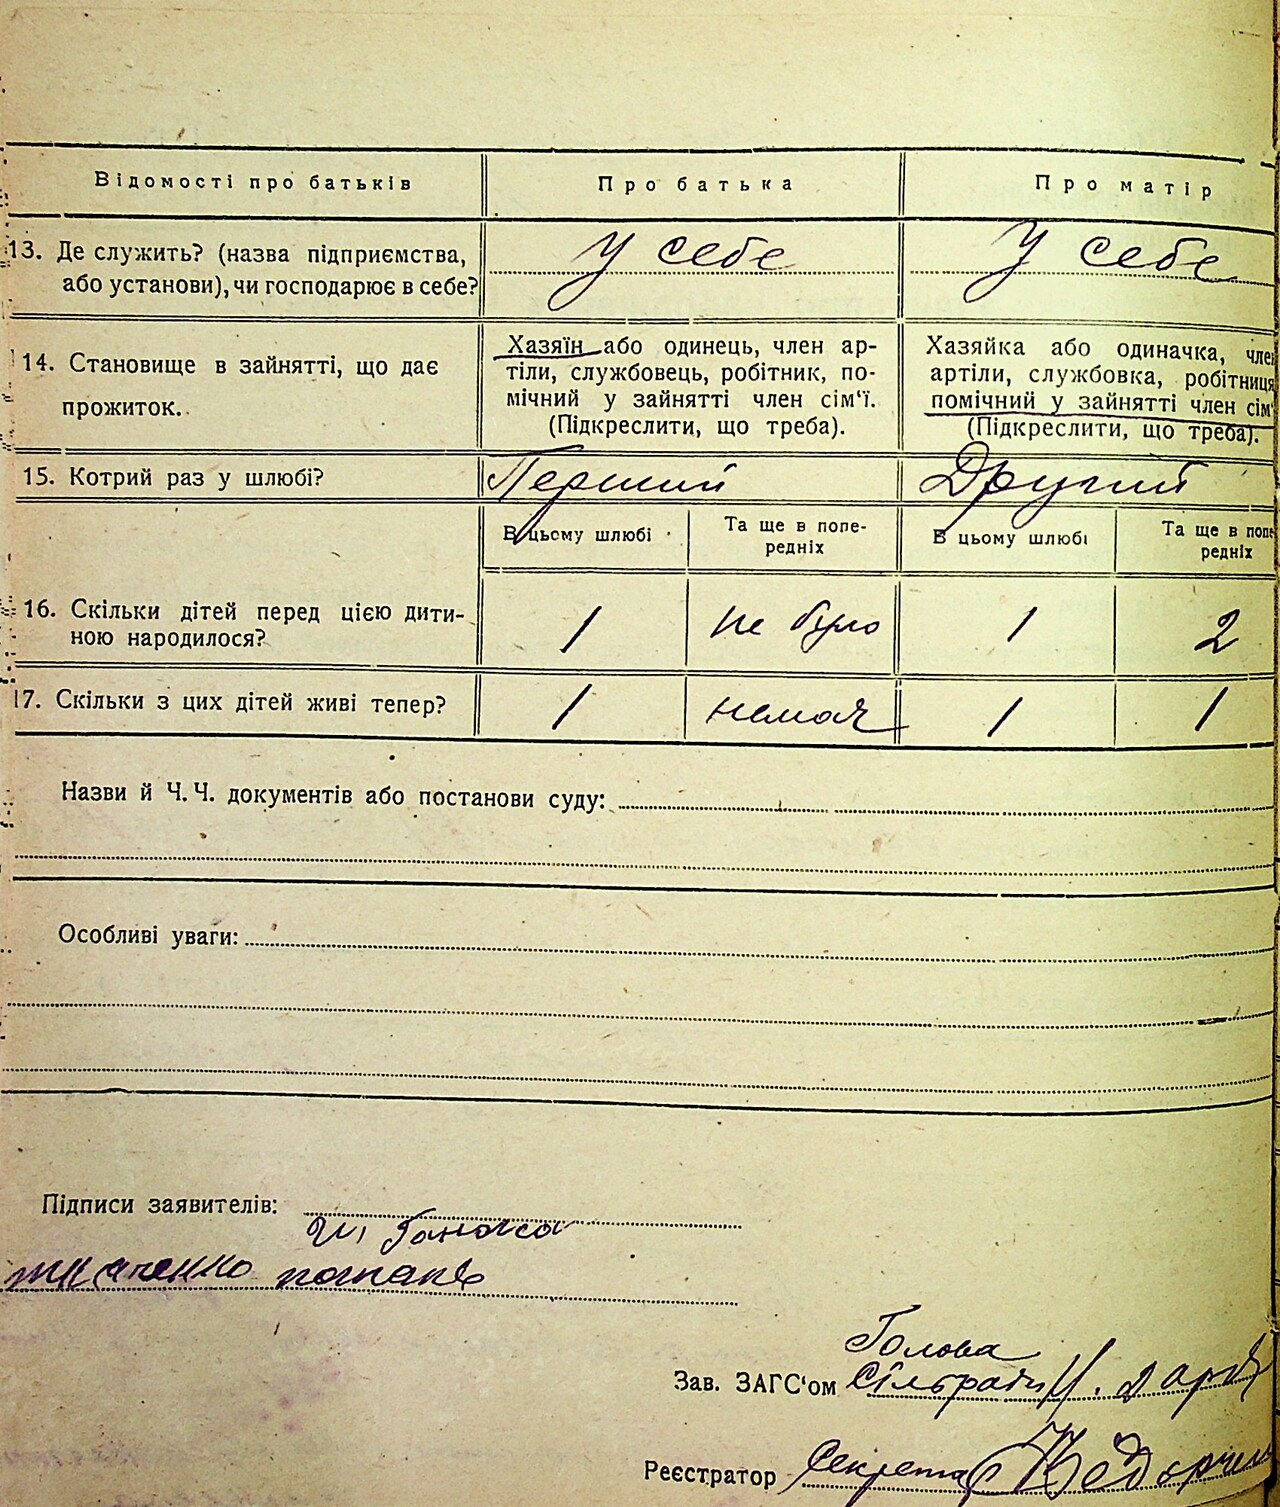 Відомості про батьків Про батька Про матір
13. Де служить? (назва підприємства, У себе У себе
або установи), чи господарює в себе?
Хазяїн або одинець, член ар- Хазяйка або одиначка, член
14. Становище в зайнятті, що дає тіли, службовець, робітник, по- артіли, службовка, робітниця,
прожиток. мічний у зайнятті член сім'ї. помічний у зайнятті член сім'
(Підкреслити, що треба). (Підкреслити, що треба).
15. Котрий раз у шлюбі? Перший Другий
В цьому шлюбі Та ще в попе- В цьому шлюбі Та ще в попе-
редніх редніх
16. Скільки дітей перед цією дити- 1 не було 1 2
ною народилося?
17. Скільки з цих дітей живі тепер? 1 немає 1 1
Назви й Ч.Ч. документів або постанови суду:
Особливі уваги:
Підписи заявителів:
Голова
Зав. ЗАГС'ом Сільради
Реєстратор Секретар